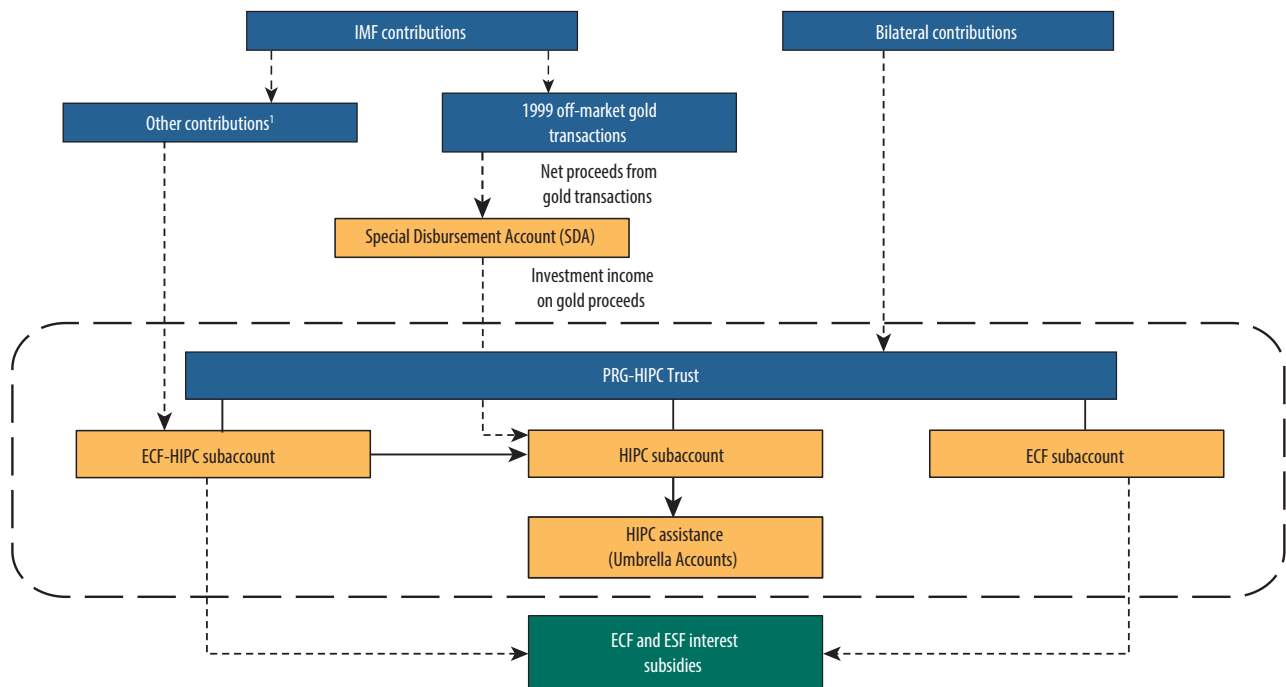 IMF contributions
Bilateral contributions
Other contributions¹
1999 off-market gold
transactions
Net proceeds from
gold transactions
Special Disbursement Account (SDA)
Investment income
on gold proceeds
PRG-HIPC Trust
ECF-HIPC subaccount
HIPC subaccount
ECF subaccount
HIPC assistance
(Umbrella Accounts)
ECF and ESF interest
subsidies